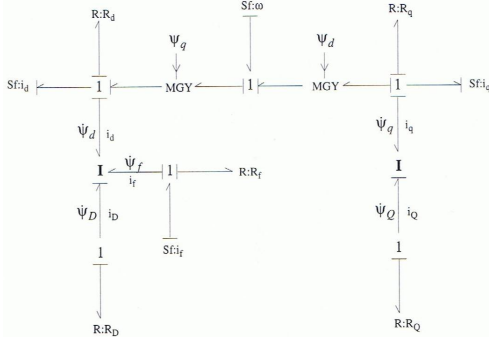 R:R_d Sf:ω R:R_q
ψ_q ψ_d
Sf:i_d 1 MGY 1 MGY 1 Sf:i_q
ψ̇_d i_d ψ̇_q i_q
I ψ̇_f i_f 1 R:R_f I
ψ̇_D i_D Sf:i_f ψ̇_Q i_Q
1 1
R:R_D R:R_Q